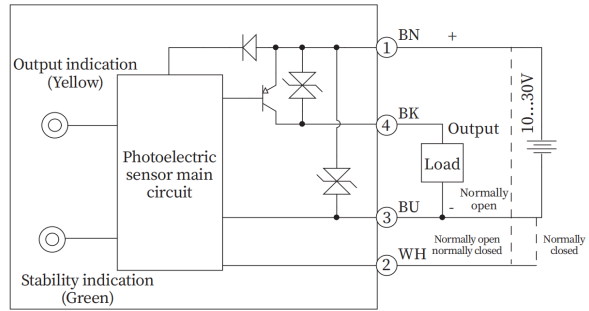 BN
+
1
Output indication
(Yellow)
10...30V
BK
4
Output
Photoelectric
sensor main
circuit
Load
Normally
open
BU
-
3
Normally open
normally closed
Normally
closed
WH
2
Stability indication
(Green)